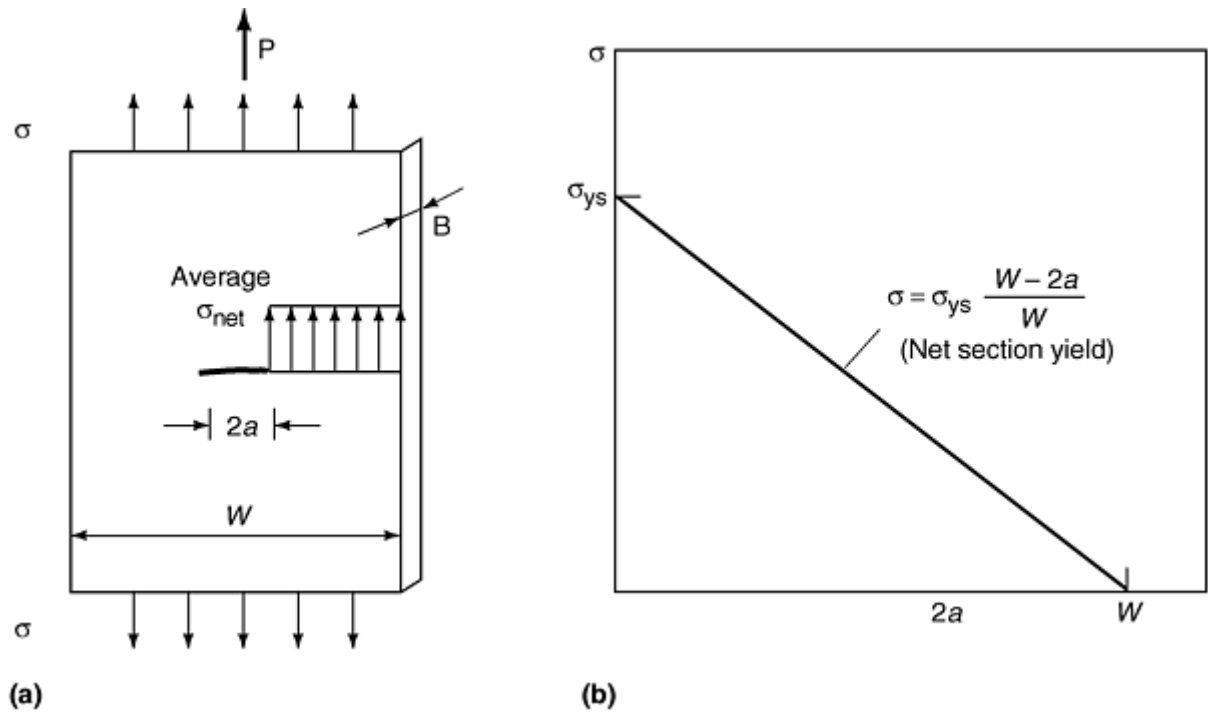 P
σ
B
Average
σnet
2a
W
σ
(a)
σ
σys
σ = σys (W – 2a)/W
(Net section yield)
2a
W
(b)